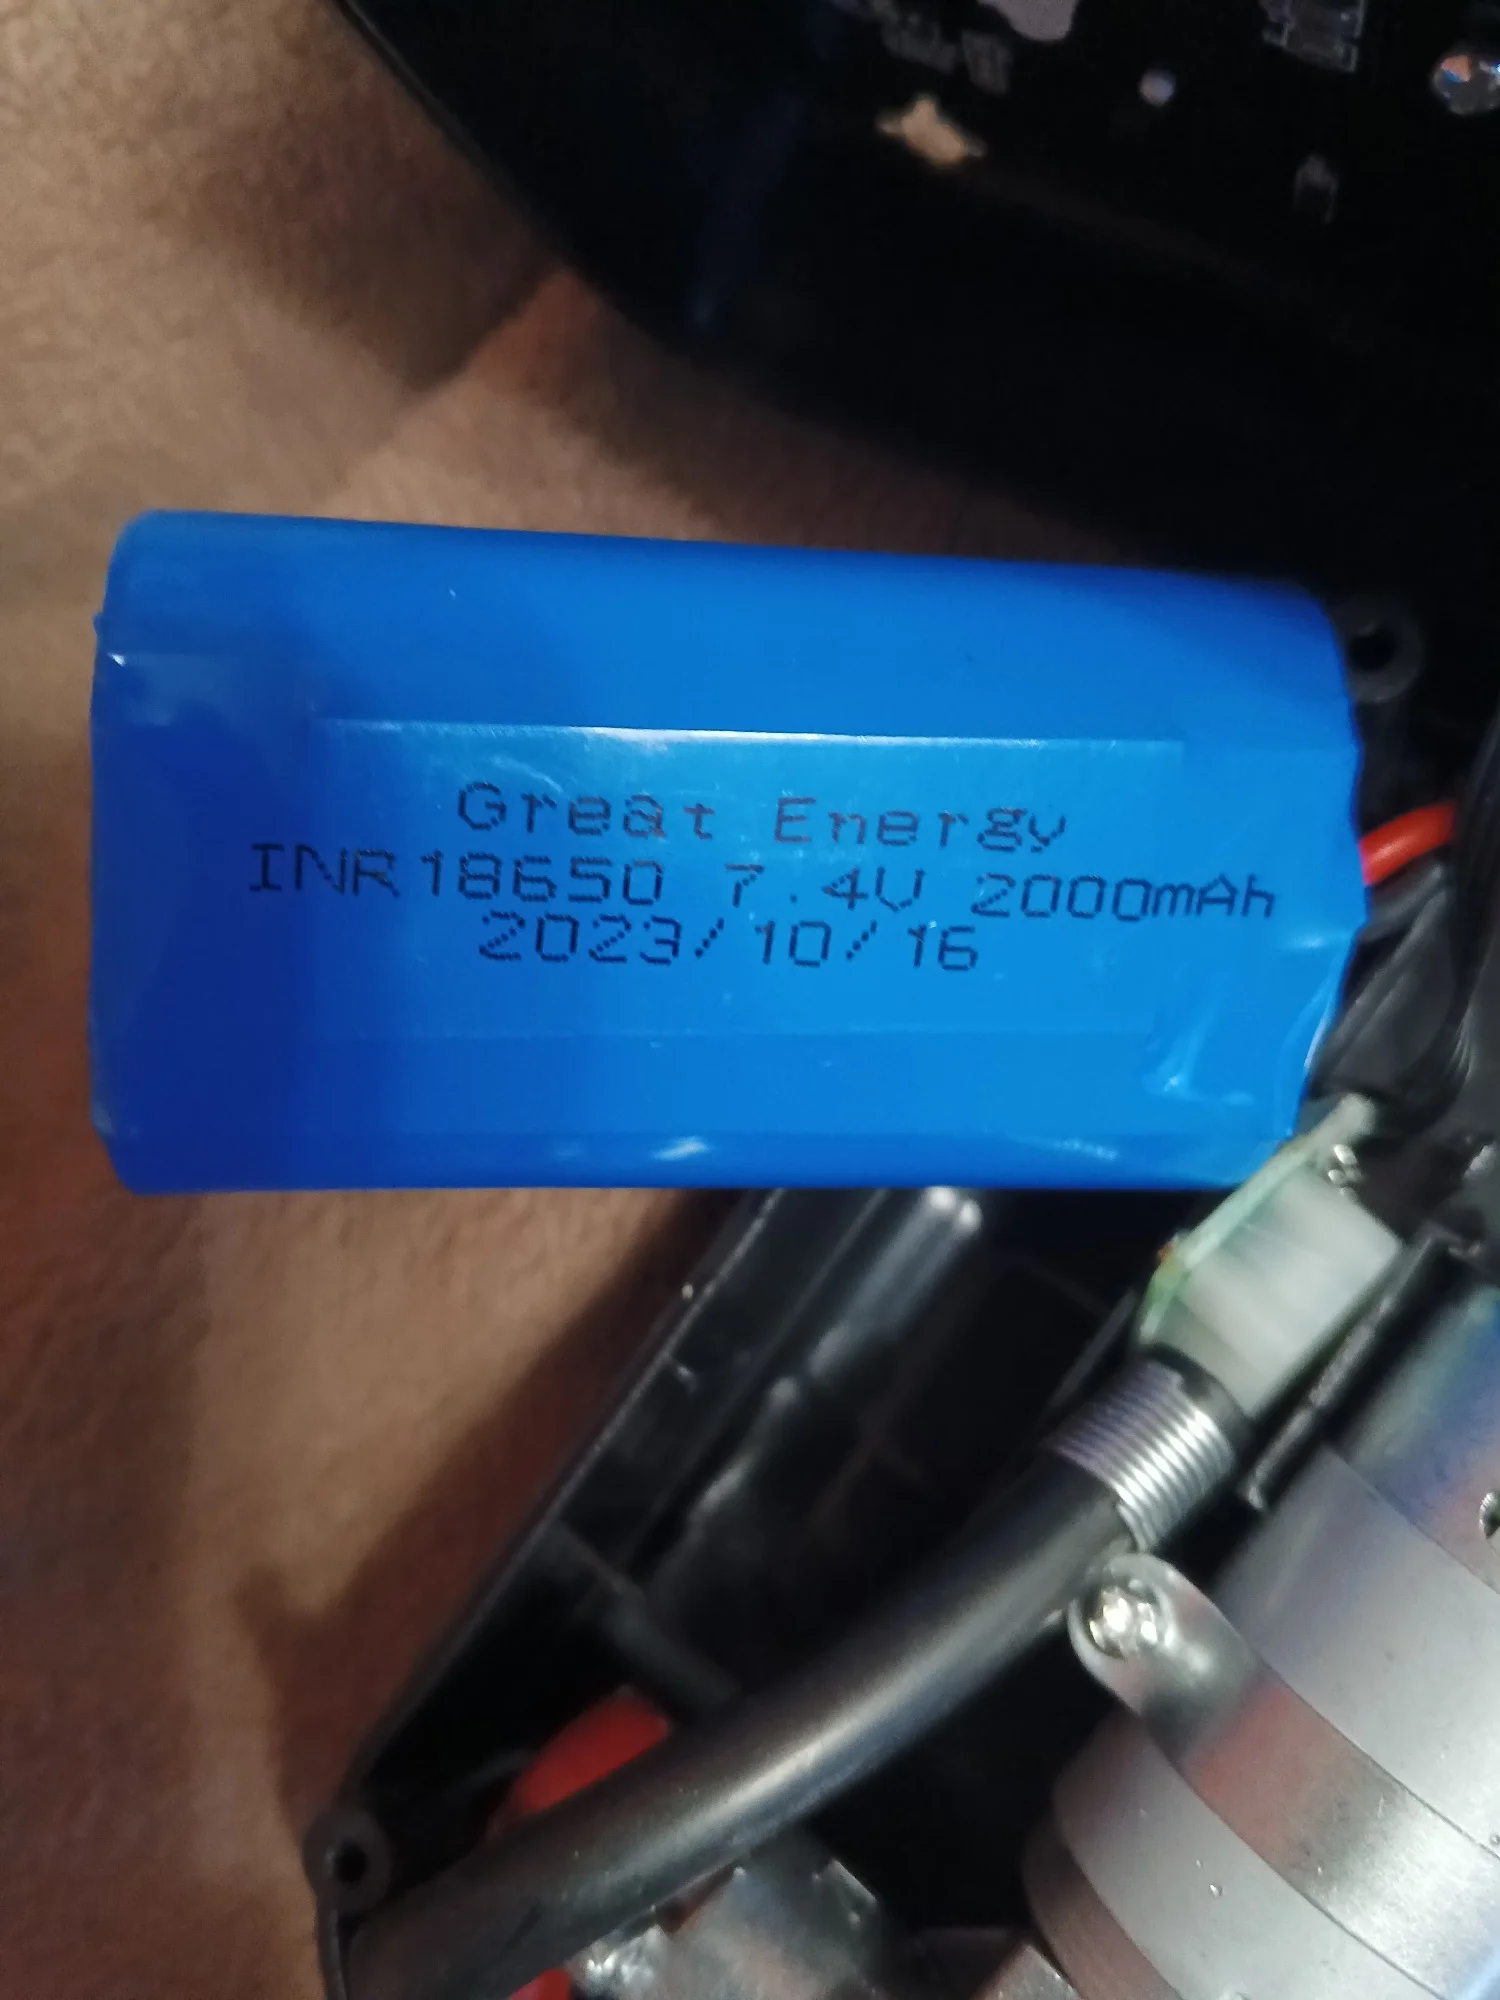 Great Energy
INR18650 7.4V 2000mAh
2023/10/16